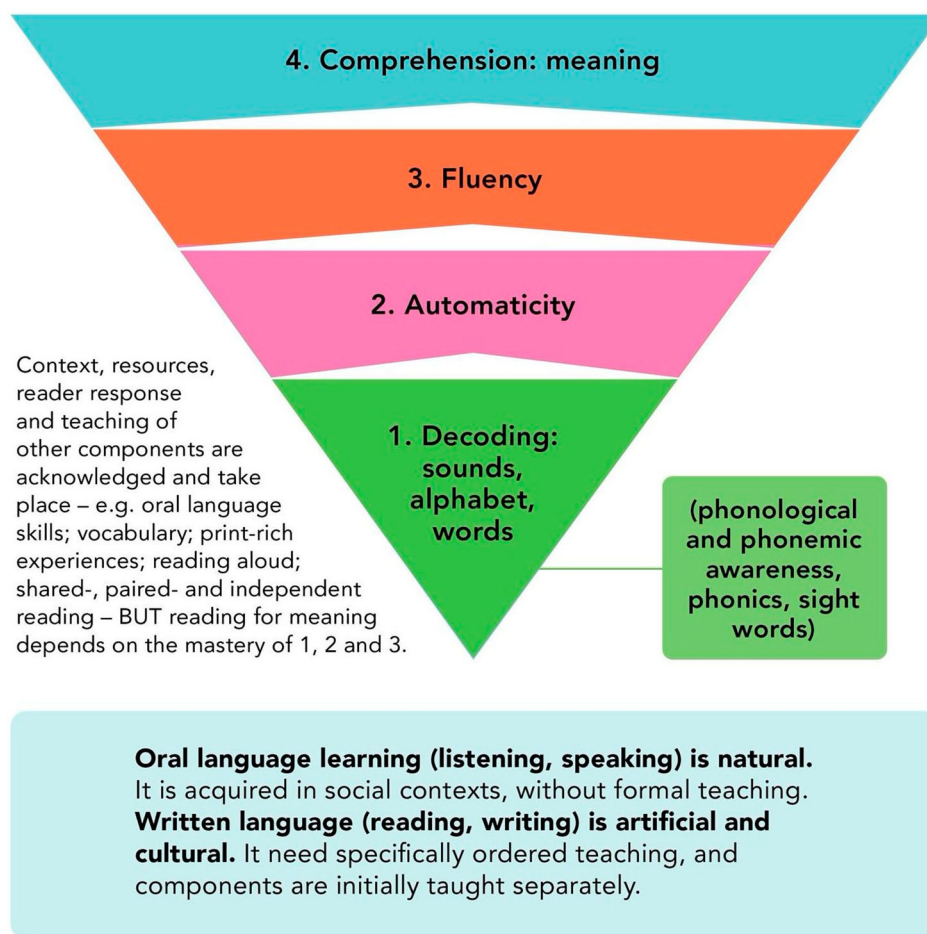 4. Comprehension: meaning
3. Fluency
2. Automaticity
Context, resources,
reader response
and teaching of
other components are
acknowledged and take
place – e.g. oral language
skills; vocabulary; print-rich
experiences; reading aloud;
shared-, paired- and independent
reading – BUT reading for meaning
depends on the mastery of 1, 2 and 3.
1. Decoding:
sounds,
alphabet,
words
(phonological
and phonemic
awareness,
phonics, sight
words)
Oral language learning (listening, speaking) is natural.
It is acquired in social contexts, without formal teaching.
Written language (reading, writing) is artificial and
cultural. It need specifically ordered teaching, and
components are initially taught separately.